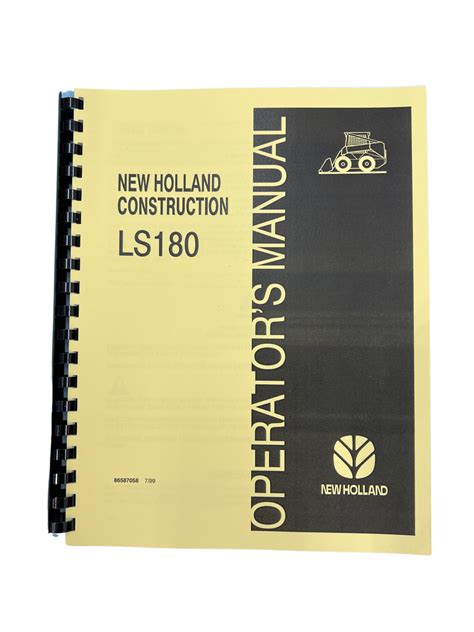 NEW HOLLAND
CONSTRUCTION
LS180
OPERATOR'S MANUAL
86587058 7/99
NEW HOLLAND